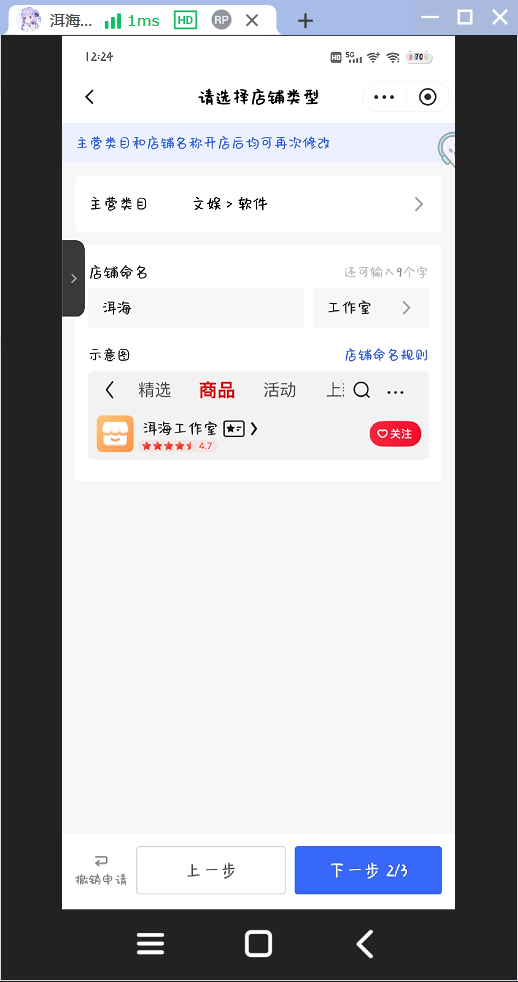 洱海... 1ms HD RP
12:24 HD 5G 70
请选择店铺类型
主营类目和店铺名称开店后均可再次修改
主营类目 文娱 > 软件
店铺命名 还可输入9个字
洱海 工作室
示意图 店铺命名规则
精选 商品 活动
洱海工作室
4.7 关注
撤销申请 上一步 下一步 2/3